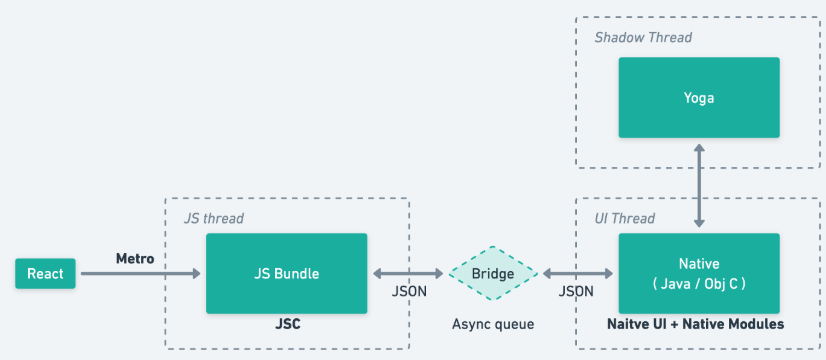 Shadow Thread
Yoga
JS thread
UI Thread
React
Metro
JS Bundle
JSC
JSON
Bridge
Async queue
JSON
Native
( Java / Obj C )
Naitve UI + Native Modules